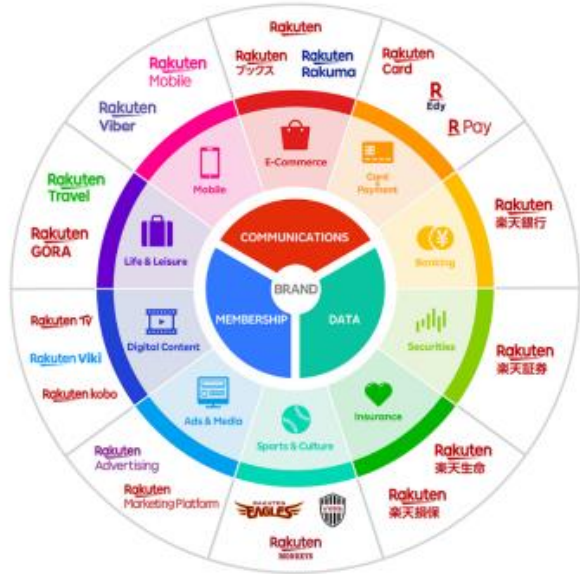 Rakuten
Rakuten
ブックス
Rakuten
Rakuma
Rakuten
Card
R
Edy
R Pay
Rakuten
楽天銀行
Rakuten
楽天証券
Rakuten
楽天生命
Rakuten
楽天損保
RAKUTEN
EAGLES
Rakuten
MONKEYS
Rakuten
Advertising
Rakuten
Marketing Platform
Rakuten TV
Rakuten Viki
Rakuten kobo
Rakuten
Travel
Rakuten
GORA
Rakuten
Mobile
Rakuten
Viber
E-Commerce
Card
&
Payment
Banking
Securities
Insurance
Sports & Culture
Ads & Media
Digital Content
Life & Leisure
Mobile
COMMUNICATIONS
BRAND
MEMBERSHIP
DATA